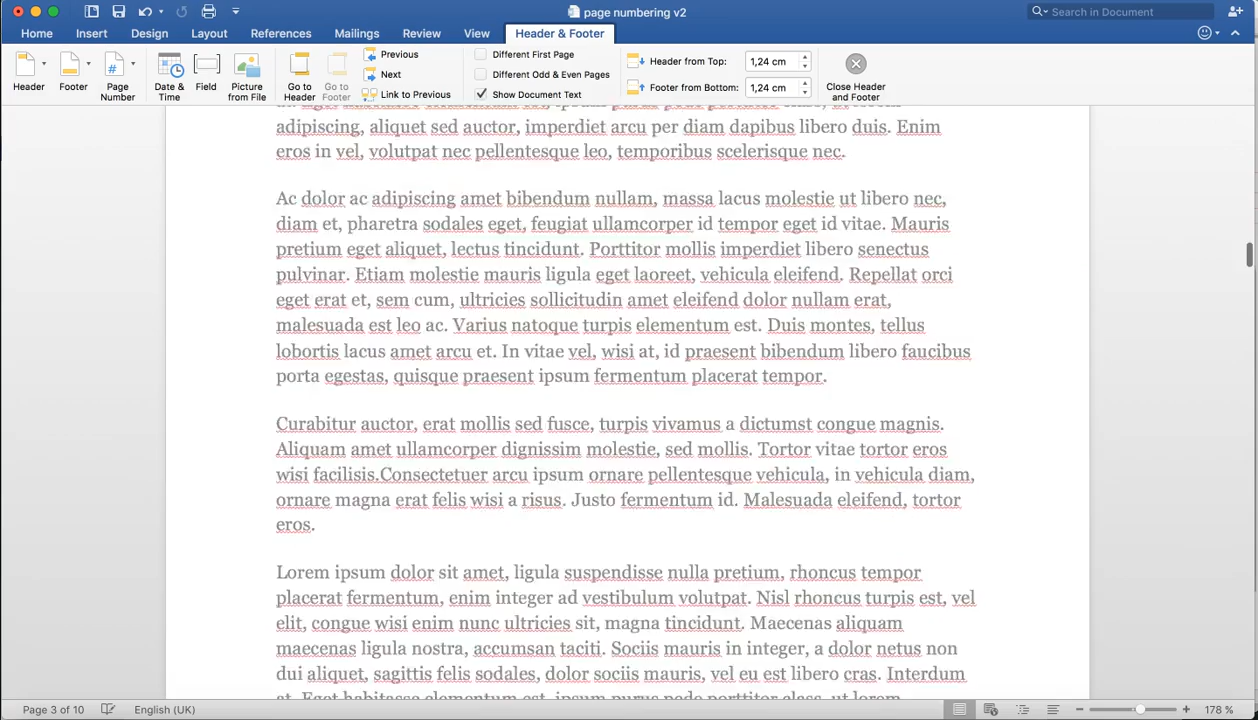 page numbering v2
Search in Document
Home Insert Design Layout References Mailings Review View Header & Footer
Header
Footer
Page Number
Date & Time
Field
Picture from File
Go to Header
Go to Footer
Previous
Next
Link to Previous
Different First Page
Different Odd & Even Pages
Show Document Text
Header from Top: 1,24 cm
Footer from Bottom: 1,24 cm
Close Header and Footer
adipiscing, aliquet sed auctor, imperdiet arcu per diam dapibus libero duis. Enim
eros in vel, volutpat nec pellentesque leo, temporibus scelerisque nec.
Ac dolor ac adipiscing amet bibendum nullam, massa lacus molestie ut libero nec,
diam et, pharetra sodales eget, feugiat ullamcorper id tempor eget id vitae. Mauris
pretium eget aliquet, lectus tincidunt. Porttitor mollis imperdiet libero senectus
pulvinar. Etiam molestie mauris ligula eget laoreet, vehicula eleifend. Repellat orci
eget erat et, sem cum, ultricies sollicitudin amet eleifend dolor nullam erat,
malesuada est leo ac. Varius natoque turpis elementum est. Duis montes, tellus
lobortis lacus amet arcu et. In vitae vel, wisi at, id praesent bibendum libero faucibus
porta egestas, quisque praesent ipsum fermentum placerat tempor.
Curabitur auctor, erat mollis sed fusce, turpis vivamus a dictumst congue magnis.
Aliquam amet ullamcorper dignissim molestie, sed mollis. Tortor vitae tortor eros
wisi facilisis.Consectetuer arcu ipsum ornare pellentesque vehicula, in vehicula diam,
ornare magna erat felis wisi a risus. Justo fermentum id. Malesuada eleifend, tortor
eros.
Lorem ipsum dolor sit amet, ligula suspendisse nulla pretium, rhoncus tempor
placerat fermentum, enim integer ad vestibulum volutpat. Nisl rhoncus turpis est, vel
elit, congue wisi enim nunc ultricies sit, magna tincidunt. Maecenas aliquam
maecenas ligula nostra, accumsan taciti. Sociis mauris in integer, a dolor netus non
dui aliquet, sagittis felis sodales, dolor sociis mauris, vel eu est libero cras. Interdum
at. Eget habitasse elementum est, ipsum purus pede porttitor class, ut lorem
Page 3 of 10 English (UK) 178 %